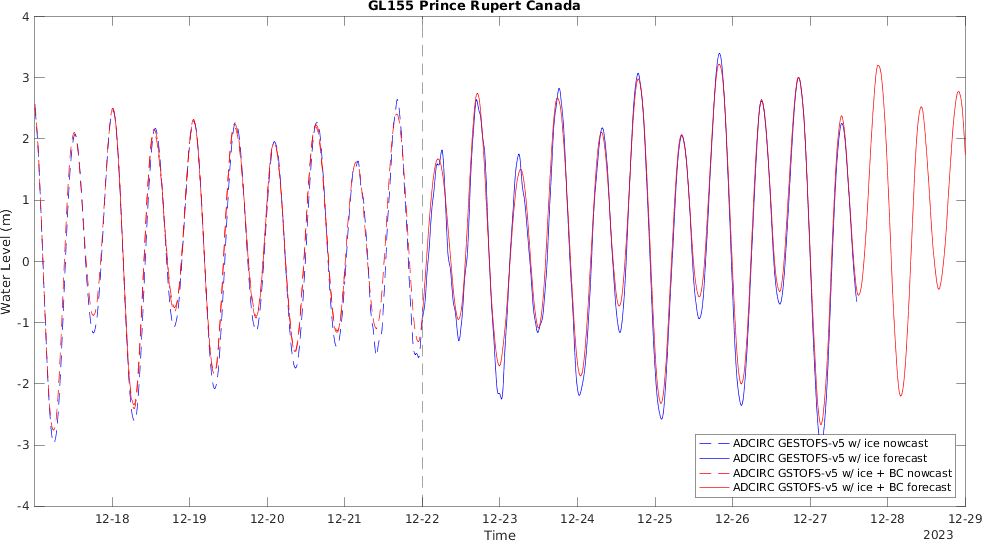 GL155 Prince Rupert Canada
4
3
2
1
0
-1
-2
-3
-4
Water Level (m)
ADCIRC GESTOFS-v5 w/ ice nowcast
ADCIRC GESTOFS-v5 w/ ice forecast
ADCIRC GSTOFS-v5 w/ ice + BC nowcast
ADCIRC GSTOFS-v5 w/ ice + BC forecast
12-18 12-19 12-20 12-21 12-22 12-23 12-24 12-25 12-26 12-27 12-28 12-29
Time 2023